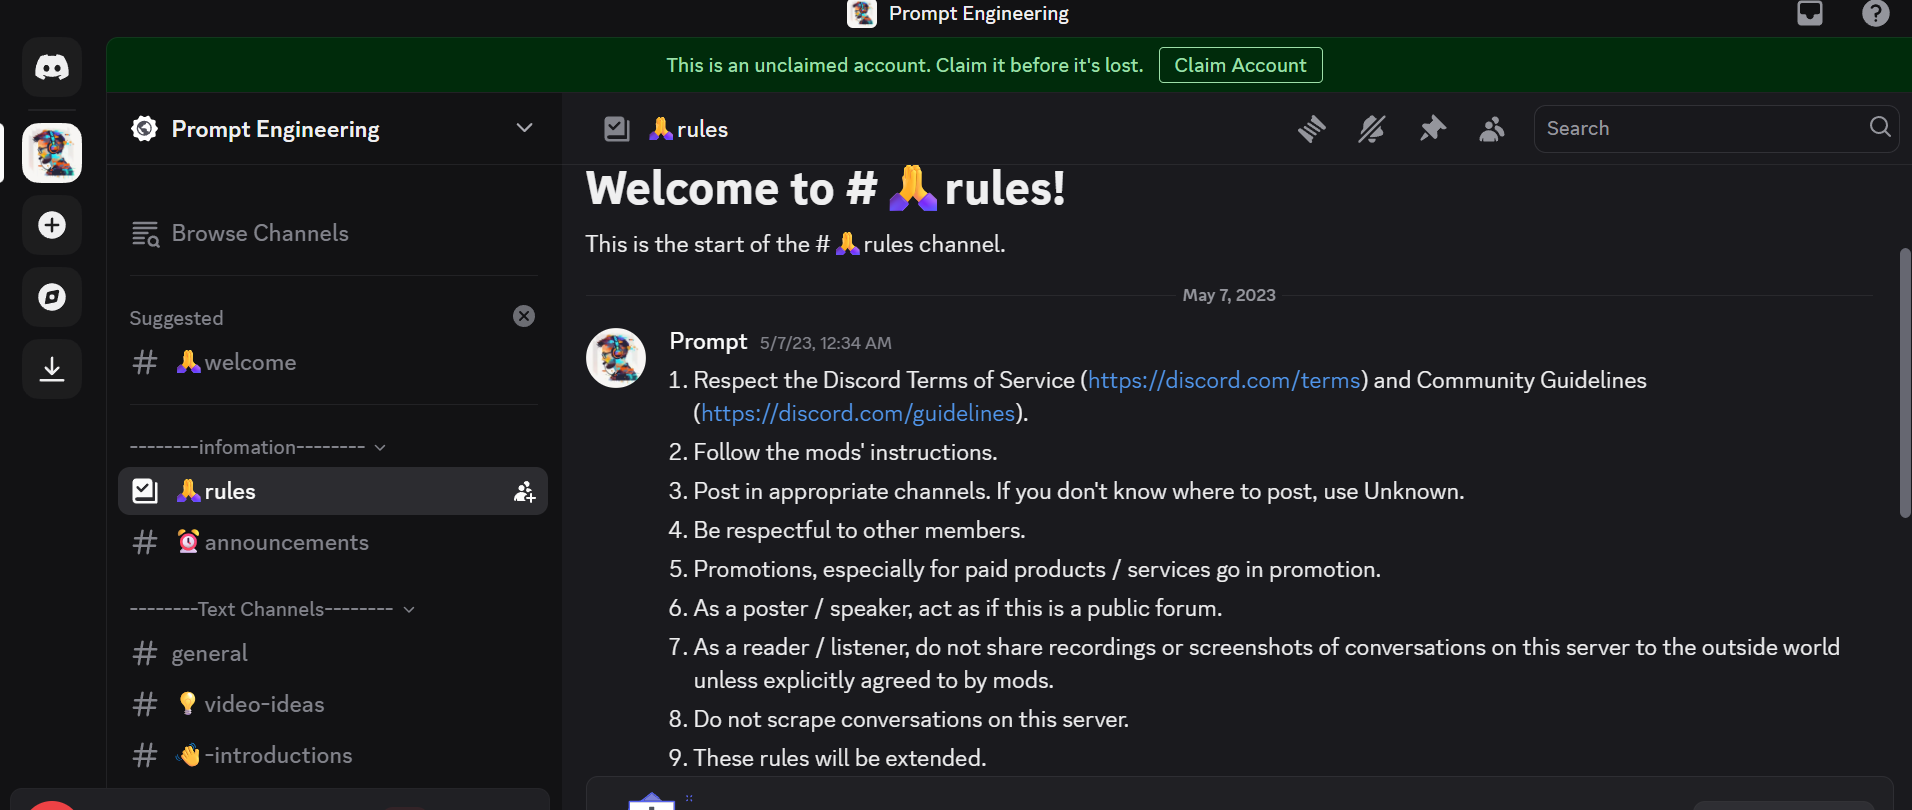 Prompt Engineering
This is an unclaimed account. Claim it before it's lost.
Claim Account
Prompt Engineering
Browse Channels
Suggested
# 🙏welcome
--------infomation--------
🙏rules
# ⏰announcements
--------Text Channels--------
# general
# 💡video-ideas
# 👋-introductions
🙏rules
Search
Welcome to #🙏rules!
This is the start of the #🙏rules channel.
May 7, 2023
Prompt 5/7/23, 12:34 AM
1. Respect the Discord Terms of Service (https://discord.com/terms) and Community Guidelines
(https://discord.com/guidelines).
2. Follow the mods' instructions.
3. Post in appropriate channels. If you don't know where to post, use Unknown.
4. Be respectful to other members.
5. Promotions, especially for paid products / services go in promotion.
6. As a poster / speaker, act as if this is a public forum.
7. As a reader / listener, do not share recordings or screenshots of conversations on this server to the outside world
unless explicitly agreed to by mods.
8. Do not scrape conversations on this server.
9. These rules will be extended.